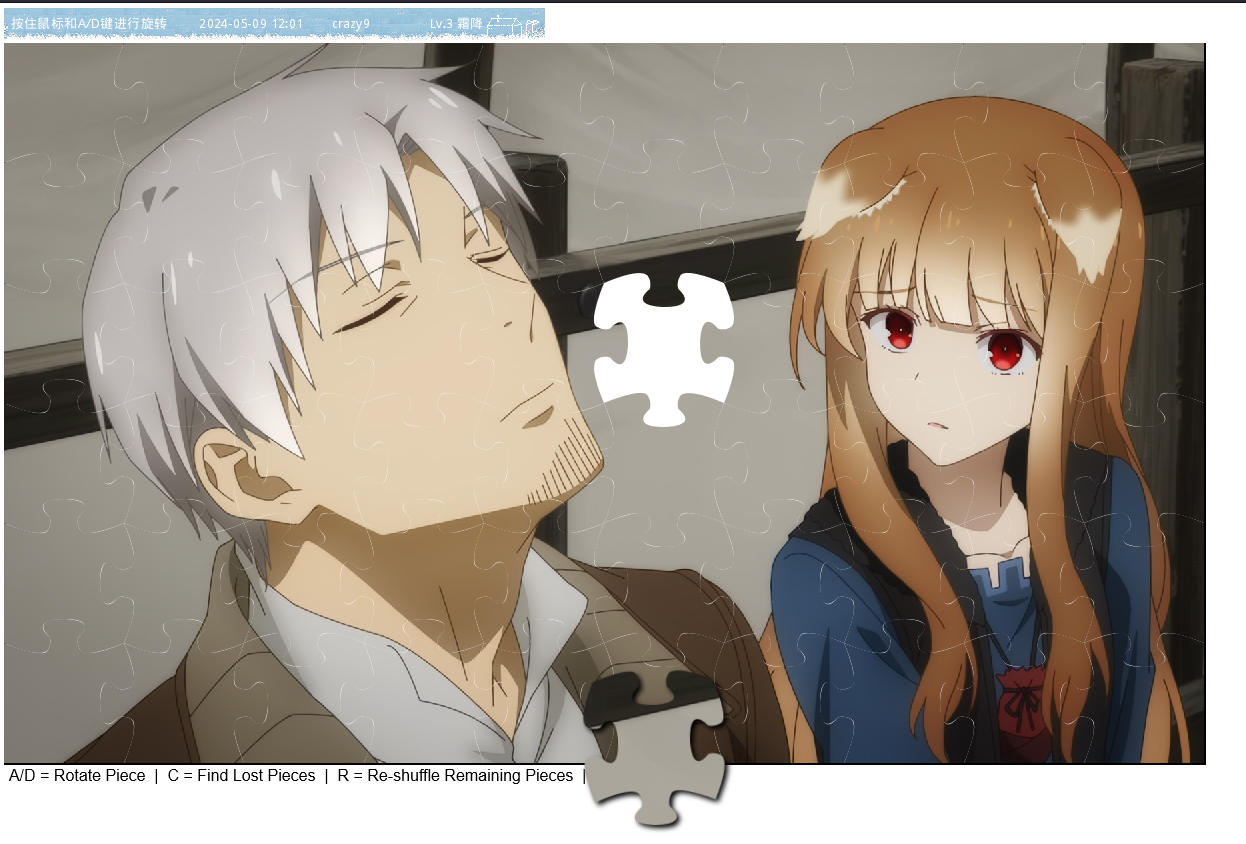 按住鼠标和A/D键进行旋转 2024-05-09 12:01 crazy9 Lv.3 霜降
A/D = Rotate Piece | C = Find Lost Pieces | R = Re-shuffle Remaining Pieces |